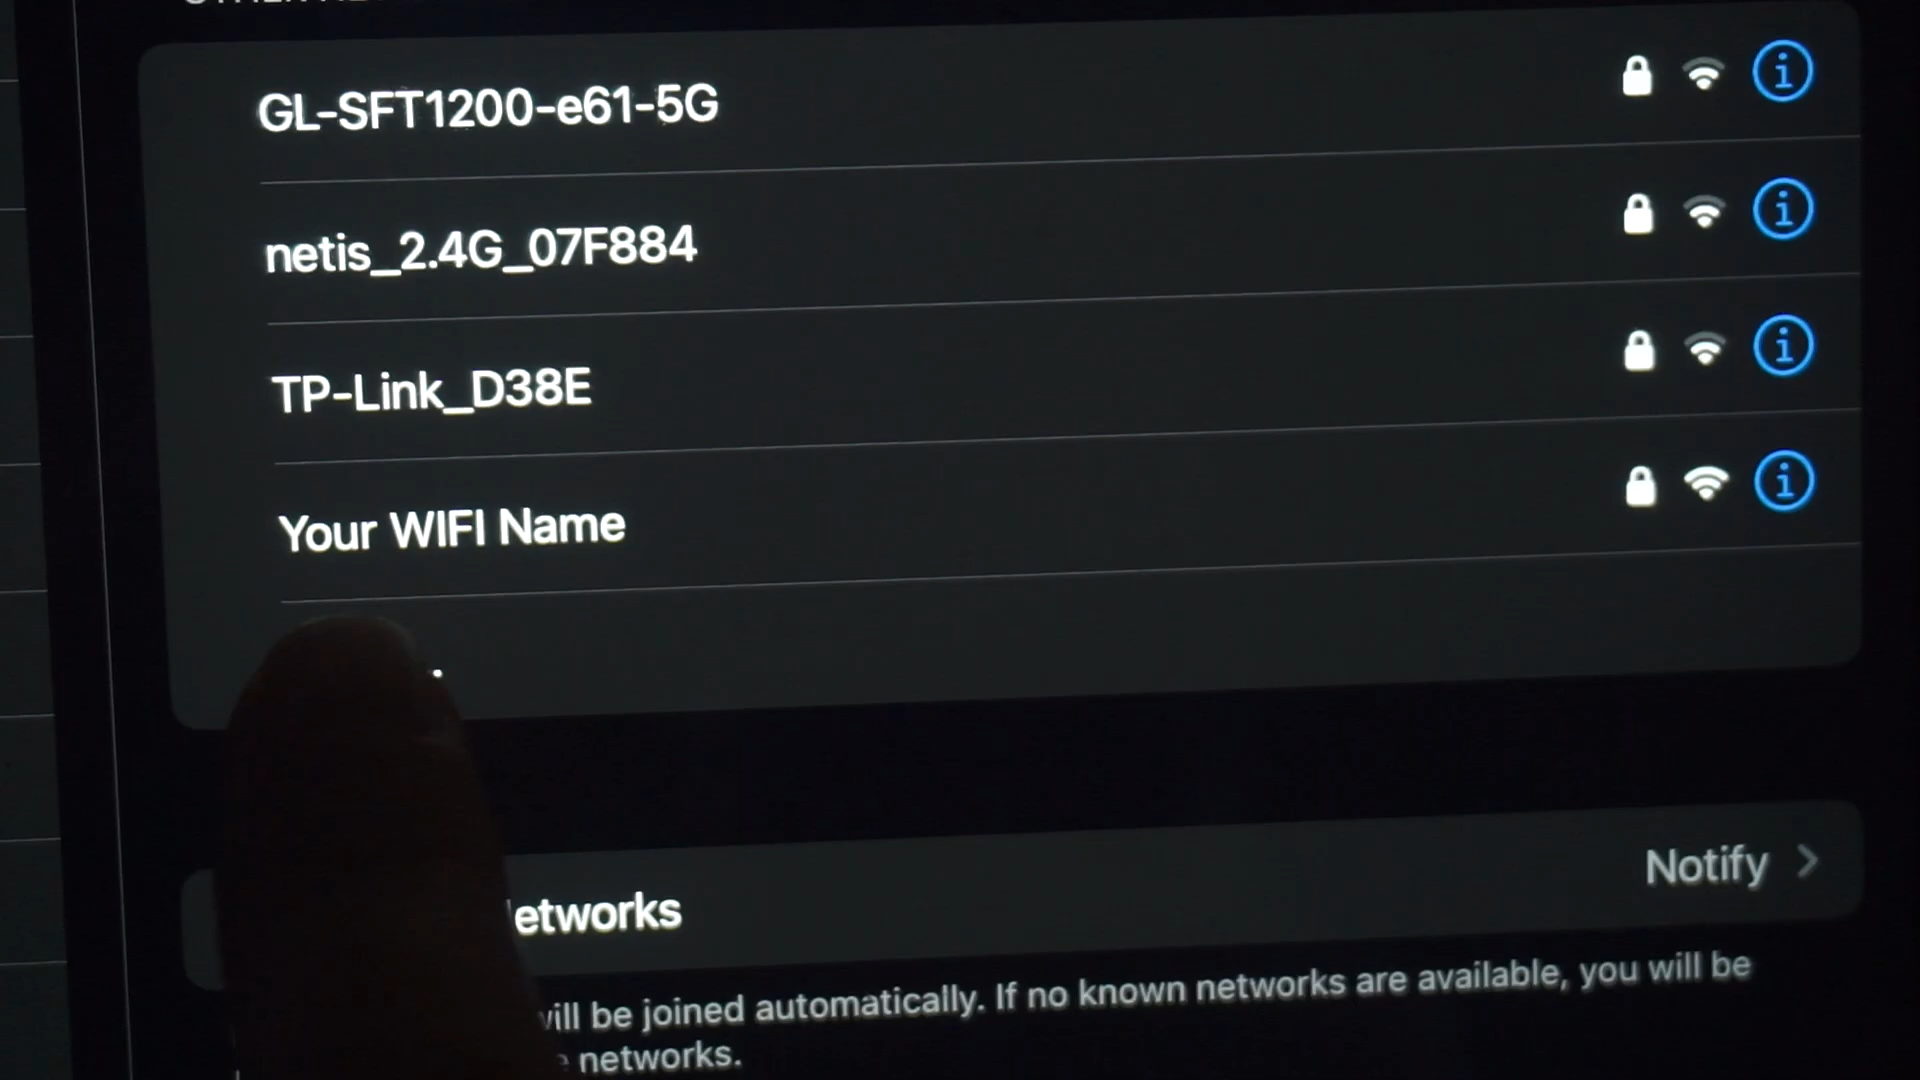 GL-SFT1200-e61-5G
netis_2.4G_07F884
TP-Link_D38E
Your WIFI Name
etworks
Notify
will be joined automatically. If no known networks are available, you will be
networks.